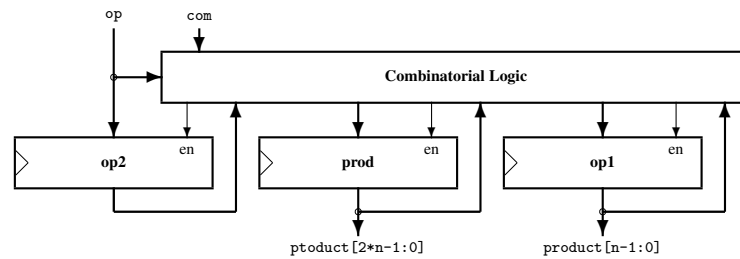 op
com
Combinatorial Logic
en
en
en
op2
prod
op1
ptoduct[2*n-1:0]
product[n-1:0]